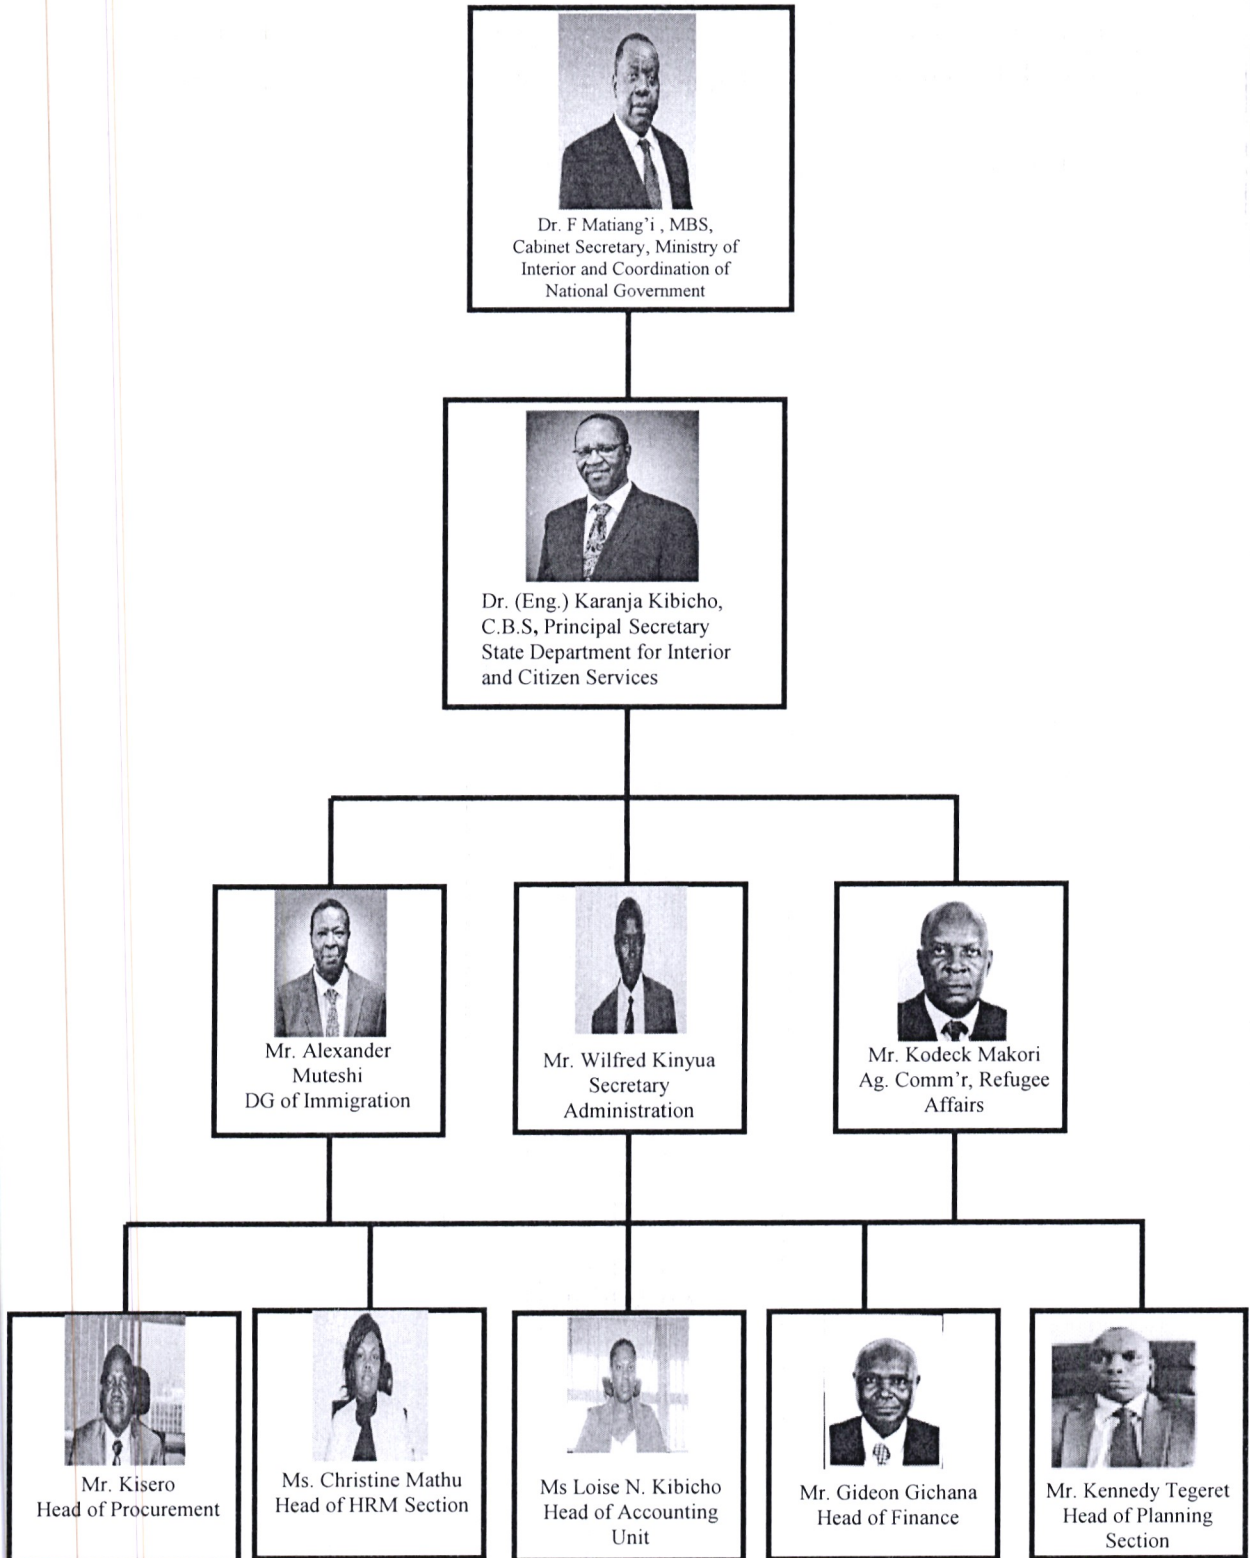 Dr. F Matiang'i , MBS,
Cabinet Secretary, Ministry of
Interior and Coordination of
National Government
Dr. (Eng.) Karanja Kibicho,
C.B.S, Principal Secretary
State Department for Interior
and Citizen Services
Mr. Alexander
Muteshi
DG of Immigration
Mr. Wilfred Kinyua
Secretary
Administration
Mr. Kodeck Makori
Ag. Comm'r, Refugee
Affairs
Mr. Kisero
Head of Procurement
Ms. Christine Mathu
Head of HRM Section
Ms Loise N. Kibicho
Head of Accounting
Unit
Mr. Gideon Gichana
Head of Finance
Mr. Kennedy Tegeret
Head of Planning
Section